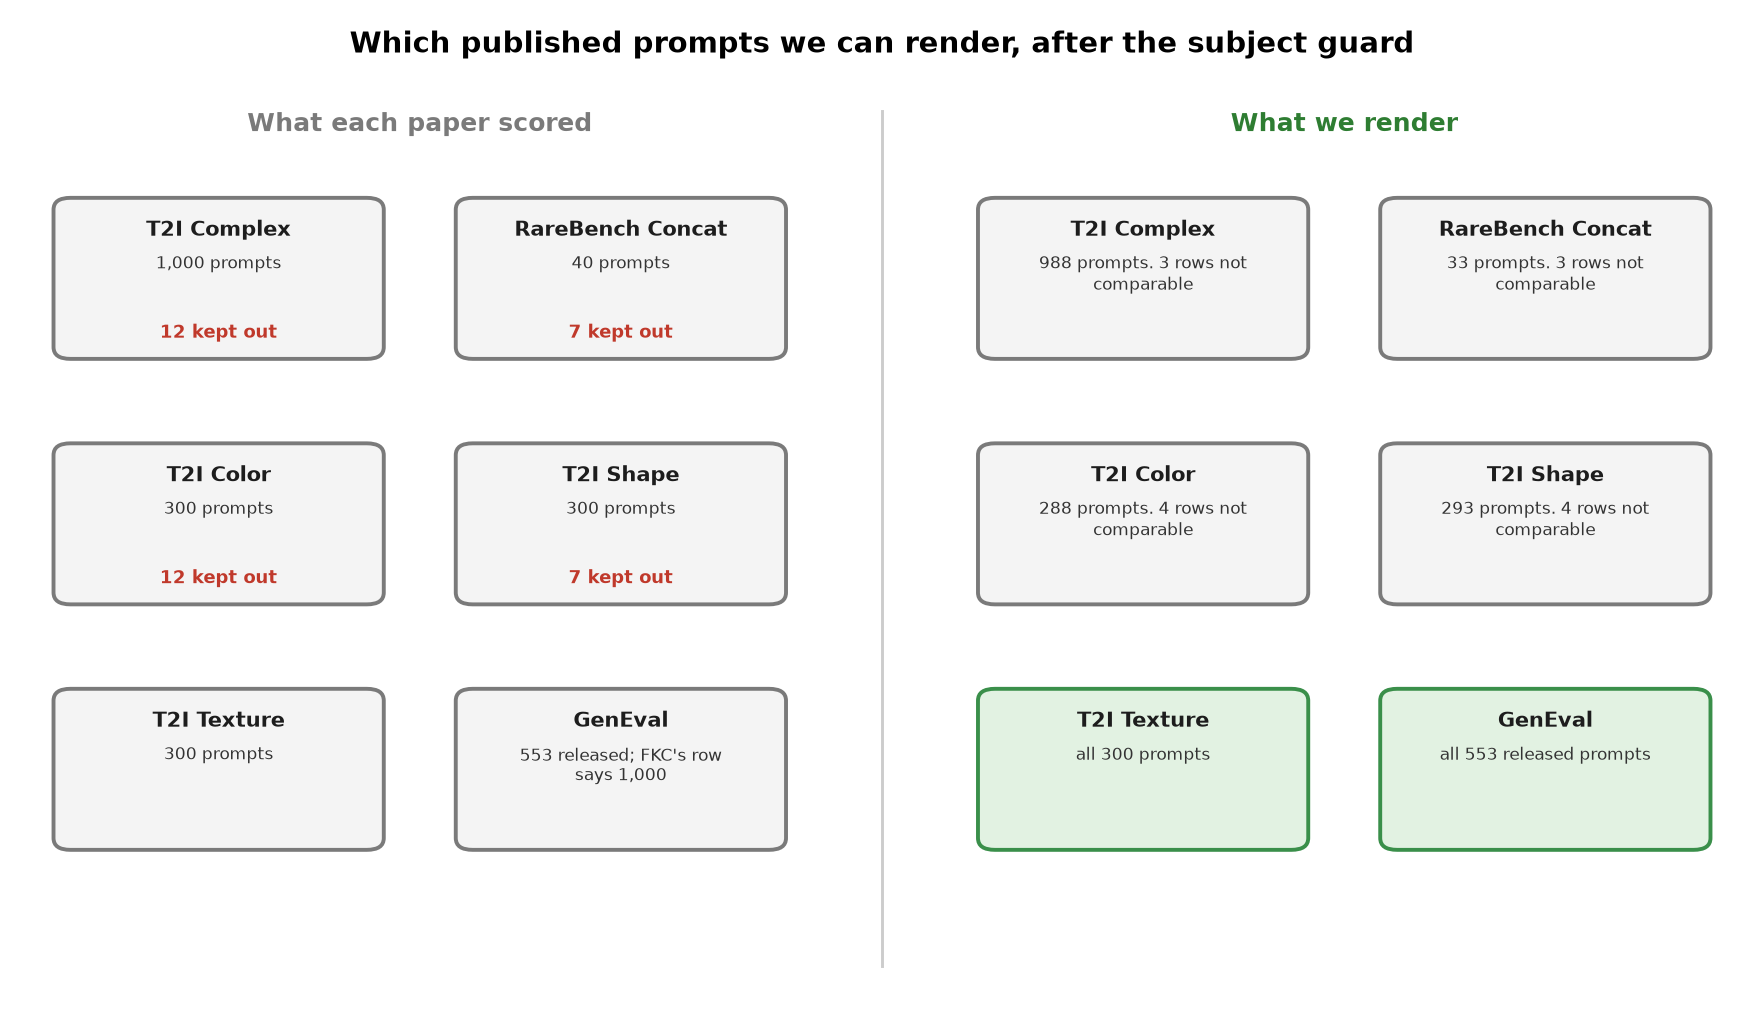 Which published prompts we can render, after the subject guard
What each paper scored
T2I Complex
1,000 prompts
12 kept out
RareBench Concat
40 prompts
7 kept out
T2I Color
300 prompts
12 kept out
T2I Shape
300 prompts
7 kept out
T2I Texture
300 prompts
GenEval
553 released; FKC's row
says 1,000
What we render
T2I Complex
988 prompts. 3 rows not
comparable
RareBench Concat
33 prompts. 3 rows not
comparable
T2I Color
288 prompts. 4 rows not
comparable
T2I Shape
293 prompts. 4 rows not
comparable
T2I Texture
all 300 prompts
GenEval
all 553 released prompts